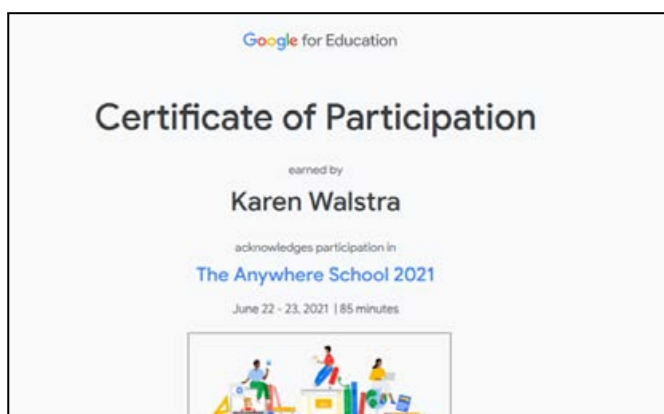 Google for Education
Certificate of Participation
earned by
Karen Walstra
acknowledges participation in
The Anywhere School 2021
June 22 - 23, 2021 | 85 minutes